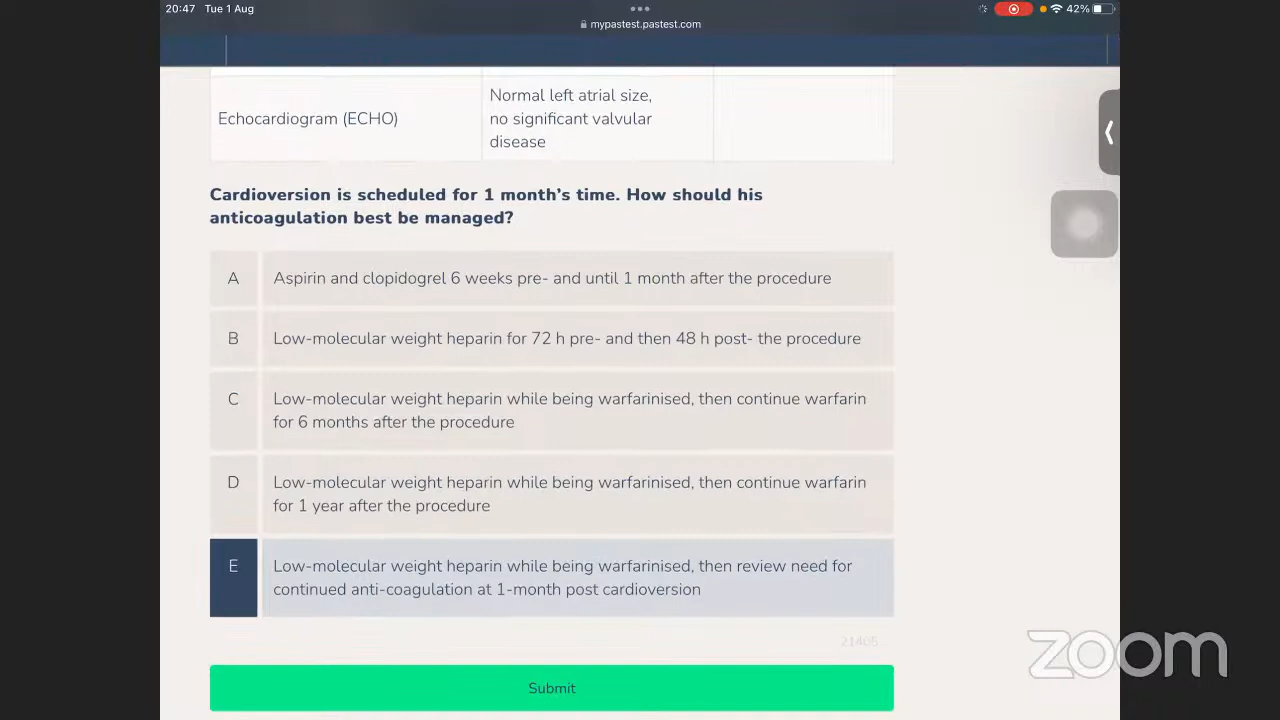 20:47 Tue 1 Aug
42%
mypastest.pastest.com
Echocardiogram (ECHO)
Normal left atrial size,
no significant valvular
disease
Cardioversion is scheduled for 1 month's time. How should his
anticoagulation best be managed?
A
Aspirin and clopidogrel 6 weeks pre- and until 1 month after the procedure
B
Low-molecular weight heparin for 72 h pre- and then 48 h post- the procedure
C
Low-molecular weight heparin while being warfarinised, then continue warfarin
for 6 months after the procedure
D
Low-molecular weight heparin while being warfarinised, then continue warfarin
for 1 year after the procedure
E
Low-molecular weight heparin while being warfarinised, then review need for
continued anti-coagulation at 1-month post cardioversion
21405
Submit
zoom